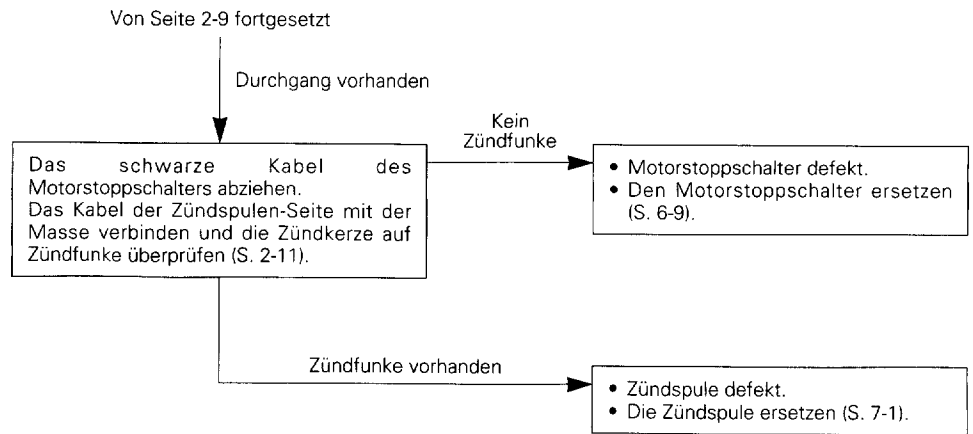 Von Seite 2-9 fortgesetzt
Durchgang vorhanden
Das schwarze Kabel des
Motorstoppschalters abziehen.
Das Kabel der Zündspulen-Seite mit der
Masse verbinden und die Zündkerze auf
Zündfunke überprüfen (S. 2-11).
Kein
Zündfunke
• Motorstoppschalter defekt.
• Den Motorstoppschalter ersetzen
(S. 6-9).
Zündfunke vorhanden
• Zündspule defekt.
• Die Zündspule ersetzen (S. 7-1).